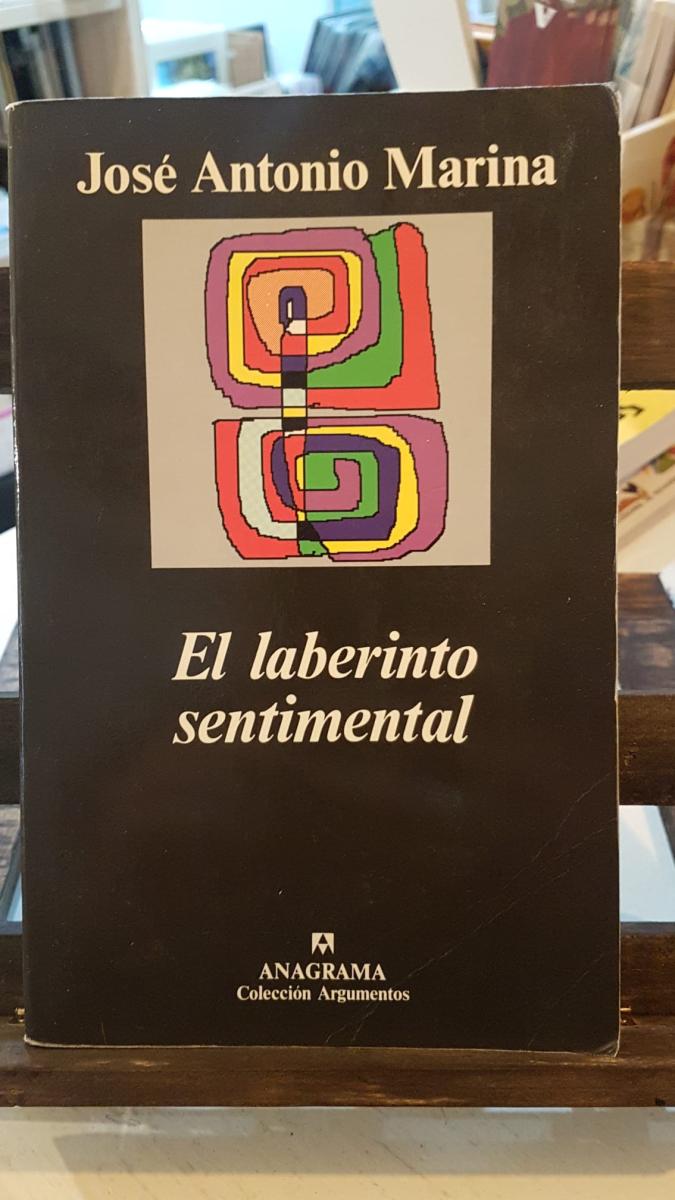 José Antonio Marina
El laberinto
sentimental
ANAGRAMA
Colección Argumentos
V